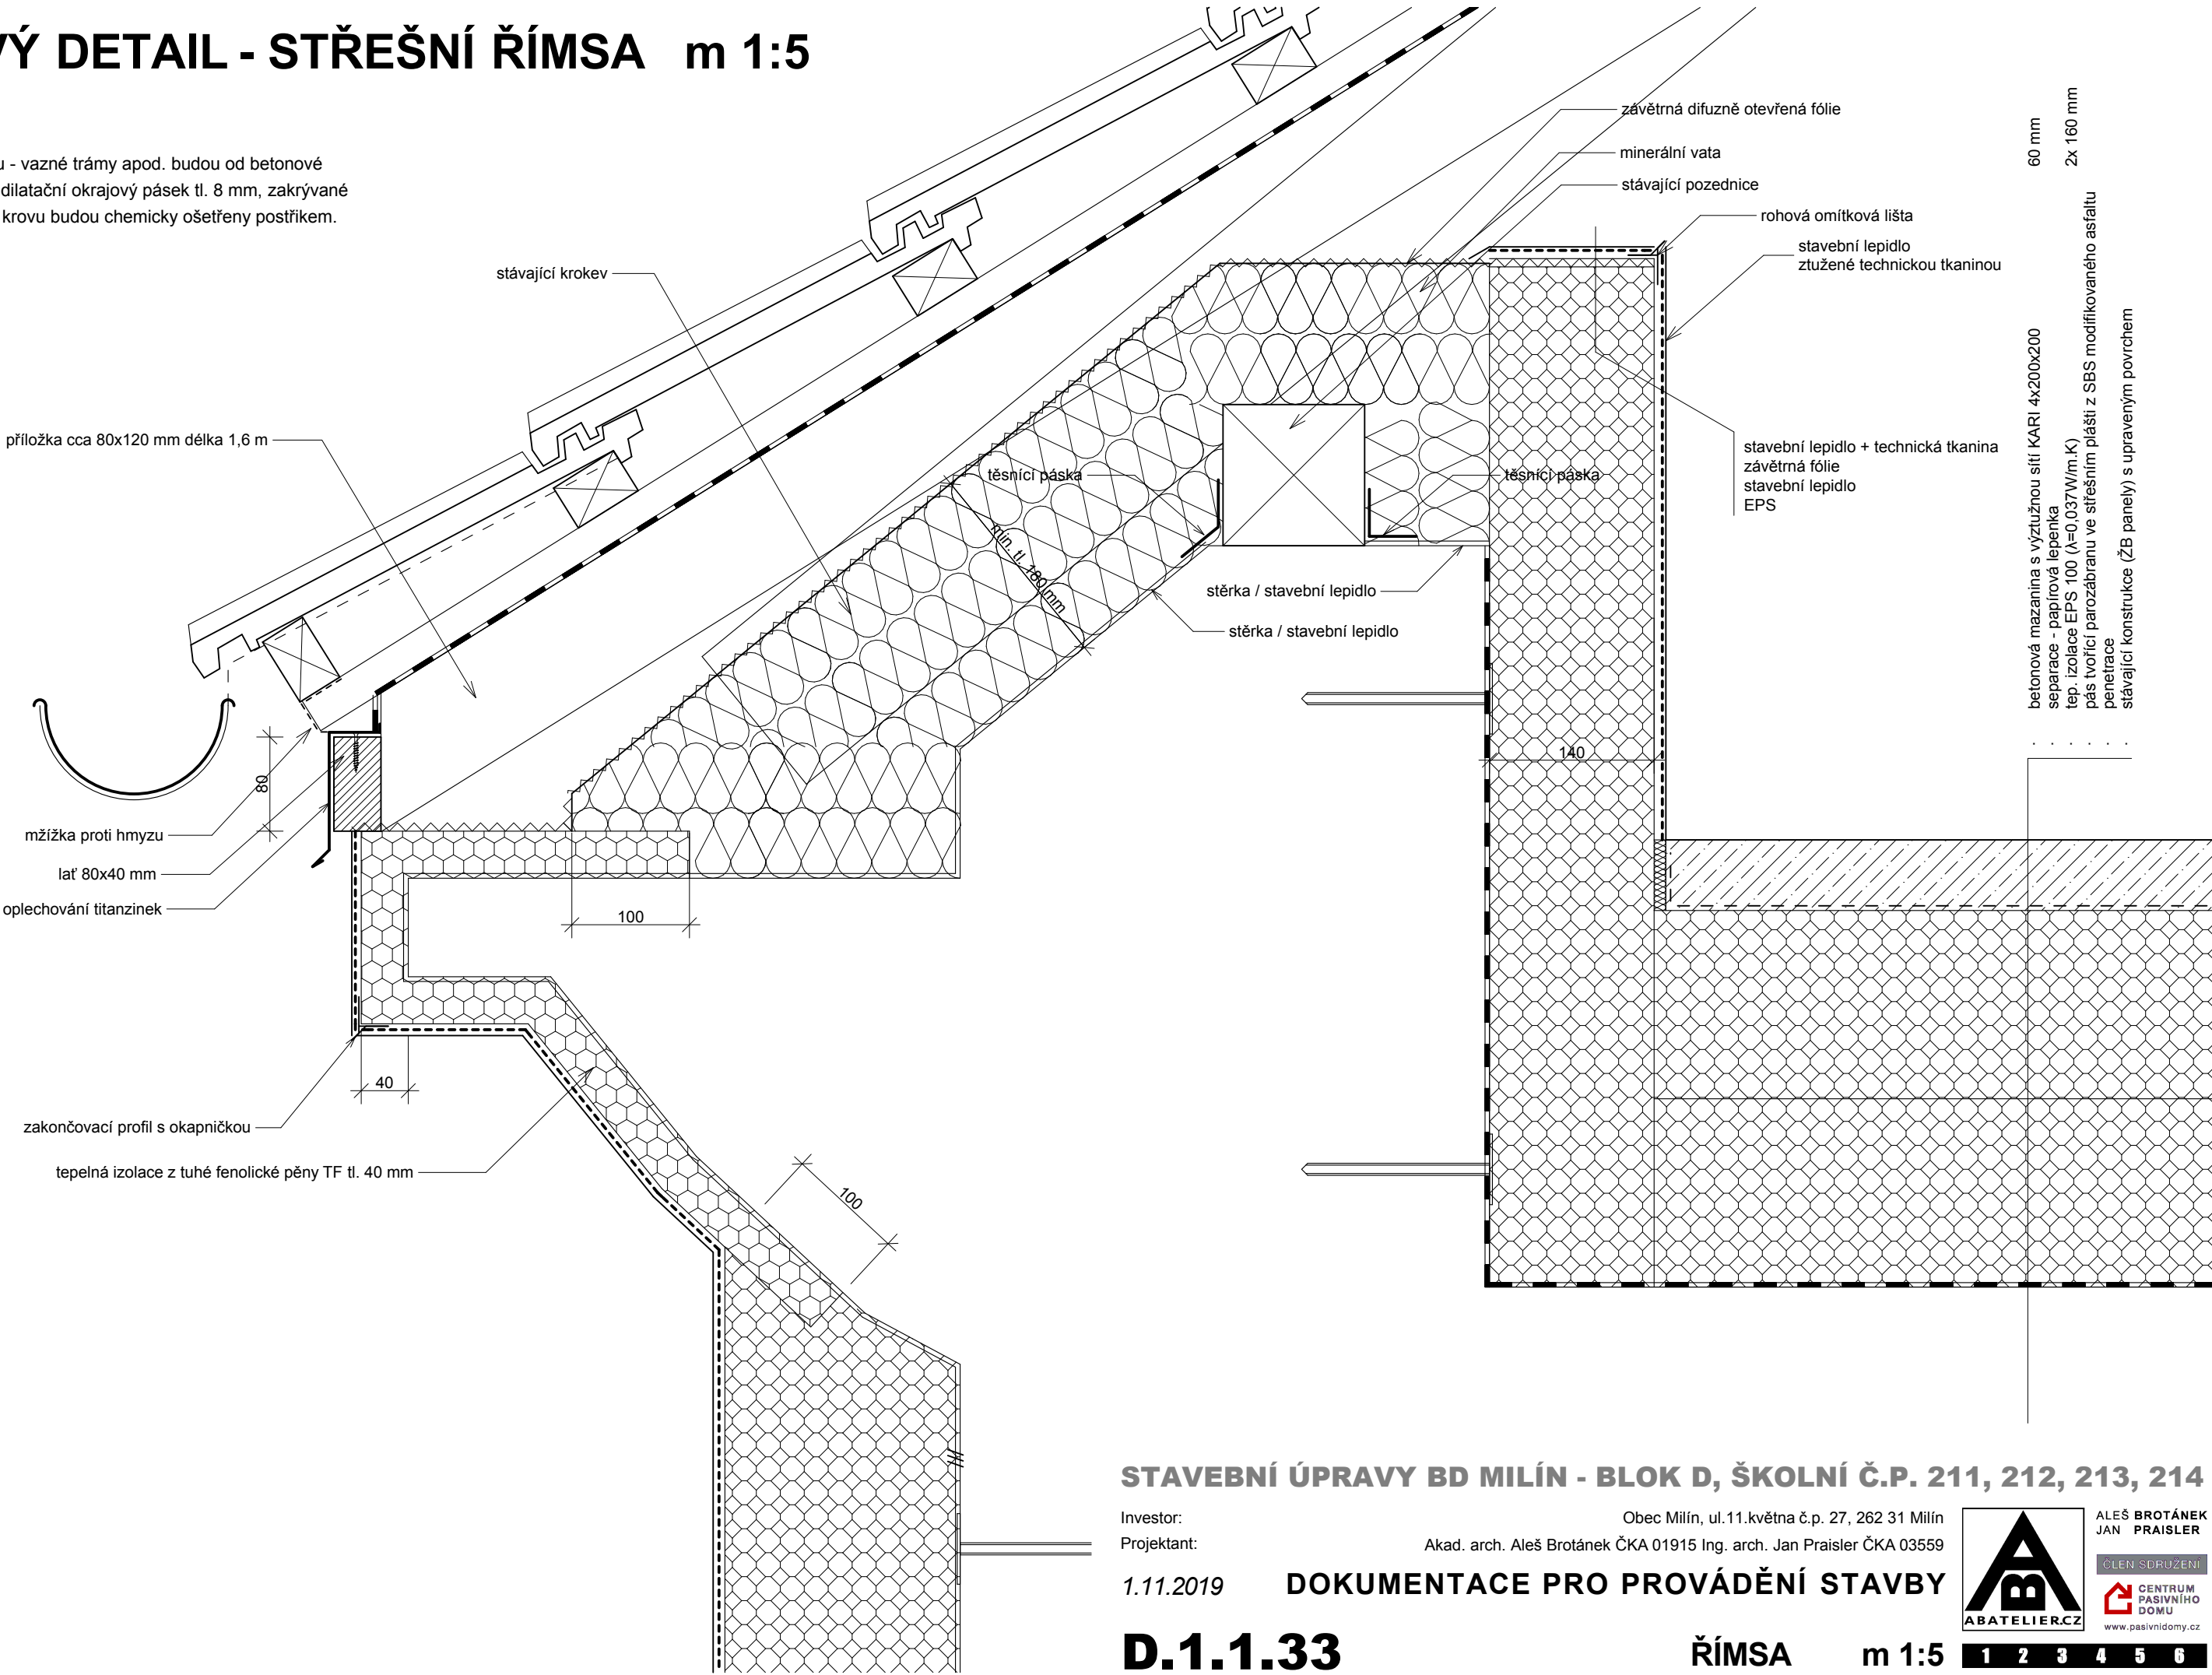 VÝ DETAIL - STŘEŠNÍ ŘÍMSA m 1:5
u - vazné trámy apod. budou od betonové
dilatační okrajový pásek tl. 8 mm, zakrývané
krovu budou chemicky ošetřeny postřikem.
závětrná difuzně otevřená fólie
minerální vata
stávající pozednice
rohová omítková lišta
stavební lepidlo
ztužené technickou tkaninou
stávající krokev
příložka cca 80x120 mm délka 1,6 m
těsnící páska
těsnící páska
min. tl. 180 mm
stěrka / stavební lepidlo
stěrka / stavební lepidlo
stavební lepidlo + technická tkanina
závětrná fólie
stavební lepidlo
EPS
betonová mazanina s výztužnou sítí KARI 4x200x200 60 mm
separace - papírová lepenka
tep. izolace EPS 100 (λ=0,037W/m.K) 2x 160 mm
pás tvořící parozábranu ve střešním plášti z SBS modifikovaného asfaltu
penetrace
stávající konstrukce (ŽB panely) s upraveným povrchem
80
140
mžížka proti hmyzu
lať 80x40 mm
oplechování titanzinek
100
40
zakončovací profil s okapničkou
tepelná izolace z tuhé fenolické pěny TF tl. 40 mm
100
STAVEBNÍ ÚPRAVY BD MILÍN - BLOK D, ŠKOLNÍ Č.P. 211, 212, 213, 214
Investor: Obec Milín, ul.11.května č.p. 27, 262 31 Milín
Projektant: Akad. arch. Aleš Brotánek ČKA 01915 Ing. arch. Jan Praisler ČKA 03559
1.11.2019 DOKUMENTACE PRO PROVÁDĚNÍ STAVBY
D.1.1.33 ŘÍMSA m 1:5
ABA
ABATELIER.CZ
ALEŠ BROTÁNEK
JAN PRAISLER
ČLEN SDRUŽENÍ
CENTRUM
PASIVNÍHO
DOMU
www.pasivnidomy.cz
1 2 3 4 5 6